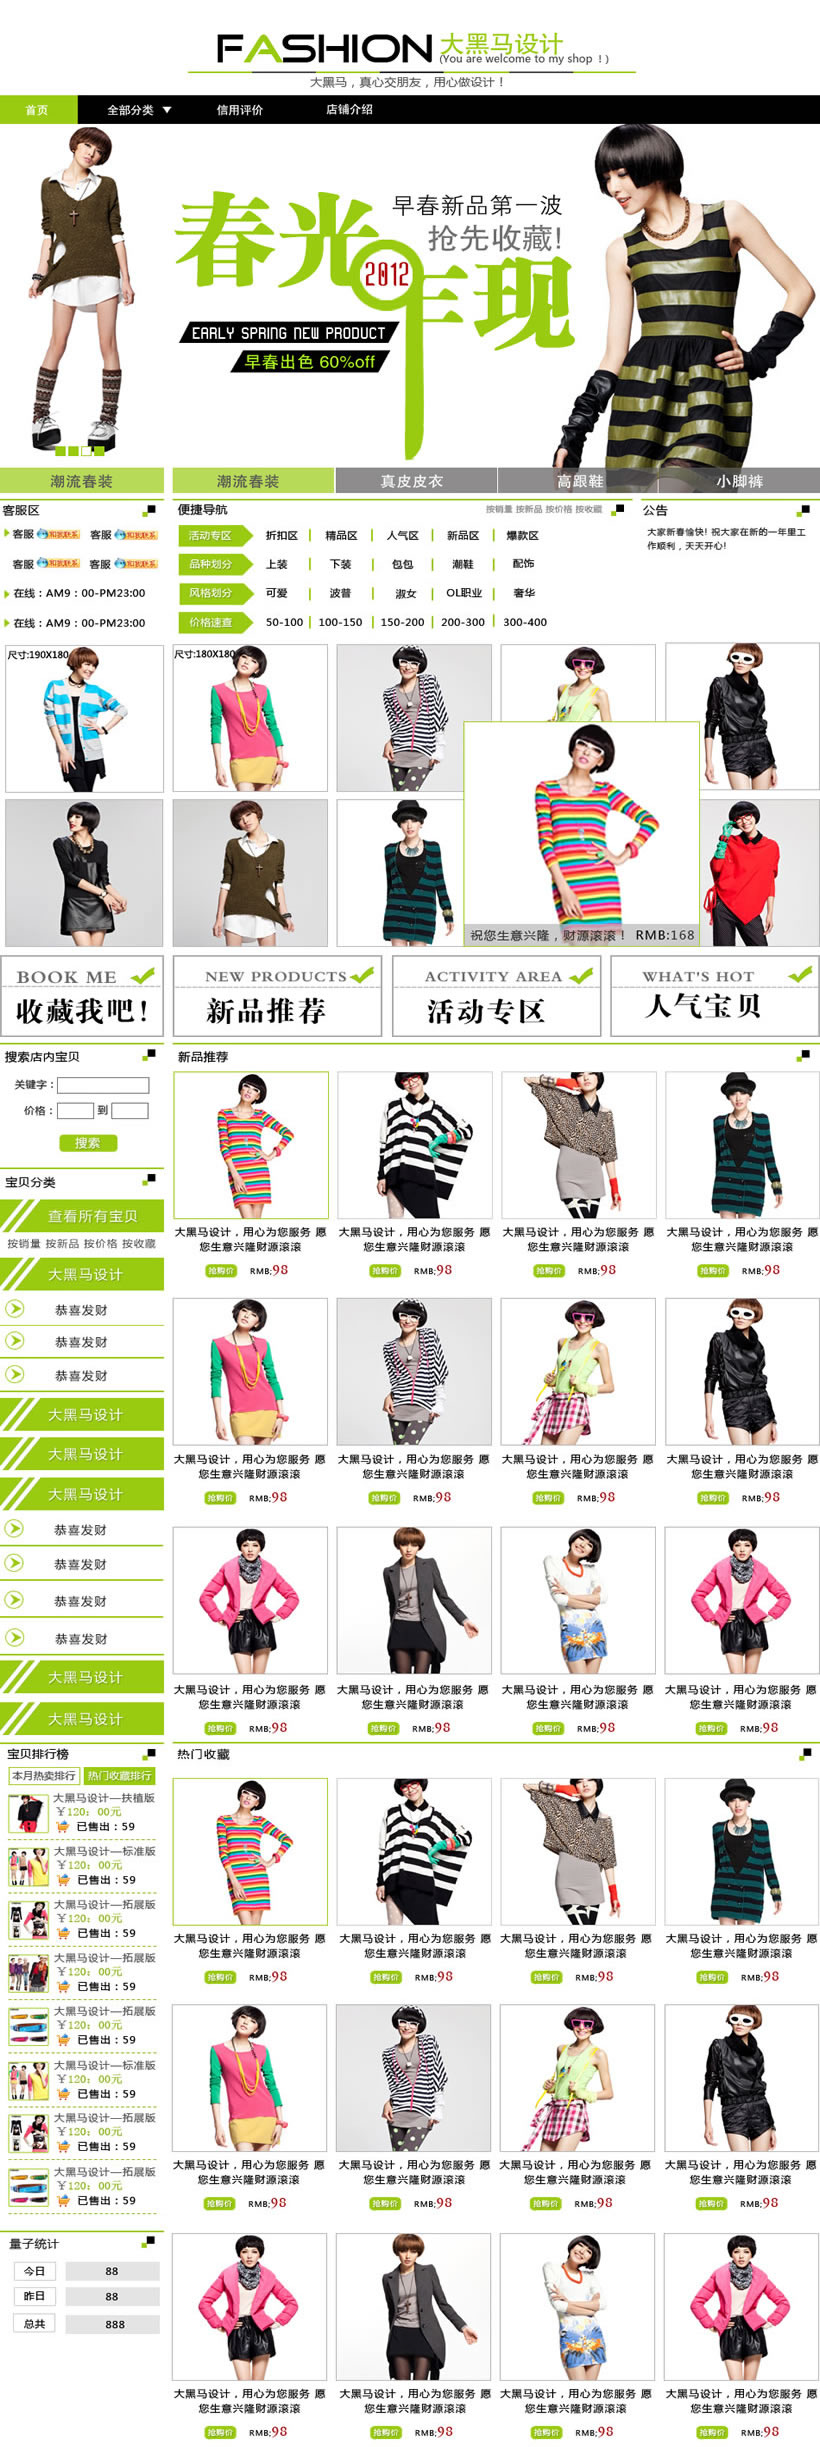 FASHION 大黑马设计
(You are welcome to my shop ！)
大黑马，真心交朋友，用心做设计！
首页 全部分类 信用评价 店铺介绍
早春新品第一波
抢先收藏!
春光乍现
2012
EARLY SPRING NEW PRODUCT
早春出色 60%off
潮流春装 潮流春装 真皮皮衣 高跟鞋 小脚裤
客服区
客服 和我联系 客服 和我联系
客服 和我联系 客服 和我联系
在线：AM9：00-PM23:00
在线：AM9：00-PM23:00
便捷导航 按销量 按新品 按价格 按收藏
活动专区 折扣区 精品区 人气区 新品区 爆款区
品种划分 上装 下装 包包 潮鞋 配饰
风格划分 可爱 波普 淑女 OL职业 奢华
价格速查 50-100 100-150 150-200 200-300 300-400
公告
大家新春愉快! 祝大家在新的一年里工
作顺利，天天开心!
尺寸:190X180 尺寸:180X180
祝您生意兴隆，财源滚滚！ RMB:168
BOOK ME
收藏我吧!
NEW PRODUCTS
新品推荐
ACTIVITY AREA
活动专区
WHAT'S HOT
人气宝贝
搜索店内宝贝
关键字：
价格： 到
搜索
宝贝分类
查看所有宝贝
按销量 按新品 按价格 按收藏
大黑马设计
恭喜发财
恭喜发财
恭喜发财
大黑马设计
大黑马设计
大黑马设计
恭喜发财
恭喜发财
恭喜发财
恭喜发财
大黑马设计
大黑马设计
新品推荐
大黑马设计，用心为您服务 愿 大黑马设计，用心为您服务 愿 大黑马设计，用心为您服务 愿 大黑马设计，用心为您服务 愿
您生意兴隆财源滚滚 您生意兴隆财源滚滚 您生意兴隆财源滚滚 您生意兴隆财源滚滚
抢购价 RMB:98 抢购价 RMB:98 抢购价 RMB:98 抢购价 RMB:98
大黑马设计，用心为您服务 愿 大黑马设计，用心为您服务 愿 大黑马设计，用心为您服务 愿 大黑马设计，用心为您服务 愿
您生意兴隆财源滚滚 您生意兴隆财源滚滚 您生意兴隆财源滚滚 您生意兴隆财源滚滚
抢购价 RMB:98 抢购价 RMB:98 抢购价 RMB:98 抢购价 RMB:98
大黑马设计，用心为您服务 愿 大黑马设计，用心为您服务 愿 大黑马设计，用心为您服务 愿 大黑马设计，用心为您服务 愿
您生意兴隆财源滚滚 您生意兴隆财源滚滚 您生意兴隆财源滚滚 您生意兴隆财源滚滚
抢购价 RMB:98 抢购价 RMB:98 抢购价 RMB:98 抢购价 RMB:98
宝贝排行榜
本月热卖排行 热门收藏排行
大黑马设计—扶植版
￥120：00元
已售出：59
大黑马设计—标准版
￥120：00元
已售出：59
大黑马设计—拓展版
￥120：00元
已售出：59
大黑马设计—拓展版
￥120：00元
已售出：59
大黑马设计—拓展版
￥120：00元
已售出：59
大黑马设计—标准版
￥120：00元
已售出：59
大黑马设计—拓展版
￥120：00元
已售出：59
大黑马设计—拓展版
￥120：00元
已售出：59
量子统计
今日 88
昨日 88
总共 888
热门收藏
大黑马设计，用心为您服务 愿 大黑马设计，用心为您服务 愿 大黑马设计，用心为您服务 愿 大黑马设计，用心为您服务 愿
您生意兴隆财源滚滚 您生意兴隆财源滚滚 您生意兴隆财源滚滚 您生意兴隆财源滚滚
抢购价 RMB:98 抢购价 RMB:98 抢购价 RMB:98 抢购价 RMB:98
大黑马设计，用心为您服务 愿 大黑马设计，用心为您服务 愿 大黑马设计，用心为您服务 愿 大黑马设计，用心为您服务 愿
您生意兴隆财源滚滚 您生意兴隆财源滚滚 您生意兴隆财源滚滚 您生意兴隆财源滚滚
抢购价 RMB:98 抢购价 RMB:98 抢购价 RMB:98 抢购价 RMB:98
大黑马设计，用心为您服务 愿 大黑马设计，用心为您服务 愿 大黑马设计，用心为您服务 愿 大黑马设计，用心为您服务 愿
您生意兴隆财源滚滚 您生意兴隆财源滚滚 您生意兴隆财源滚滚 您生意兴隆财源滚滚
抢购价 RMB:98 抢购价 RMB:98 抢购价 RMB:98 抢购价 RMB:98